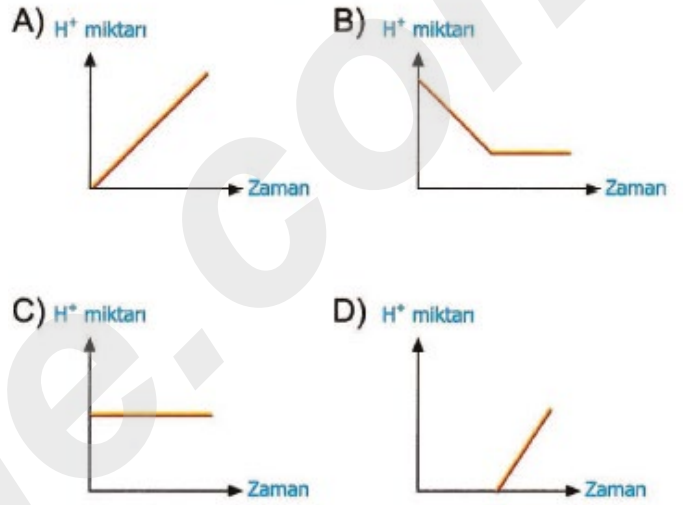 A) H⁺ miktarı
Zaman
B) H⁺ miktarı
Zaman
C) H⁺ miktarı
Zaman
D) H⁺ miktarı
Zaman